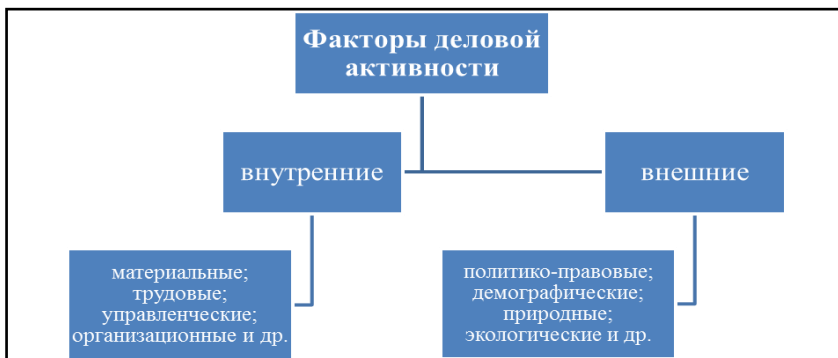 Факторы деловой
активности
внутренние
внешние
материальные;
трудовые;
управленческие;
организационные и др.
политико-правовые;
демографические;
природные;
экологические и др.